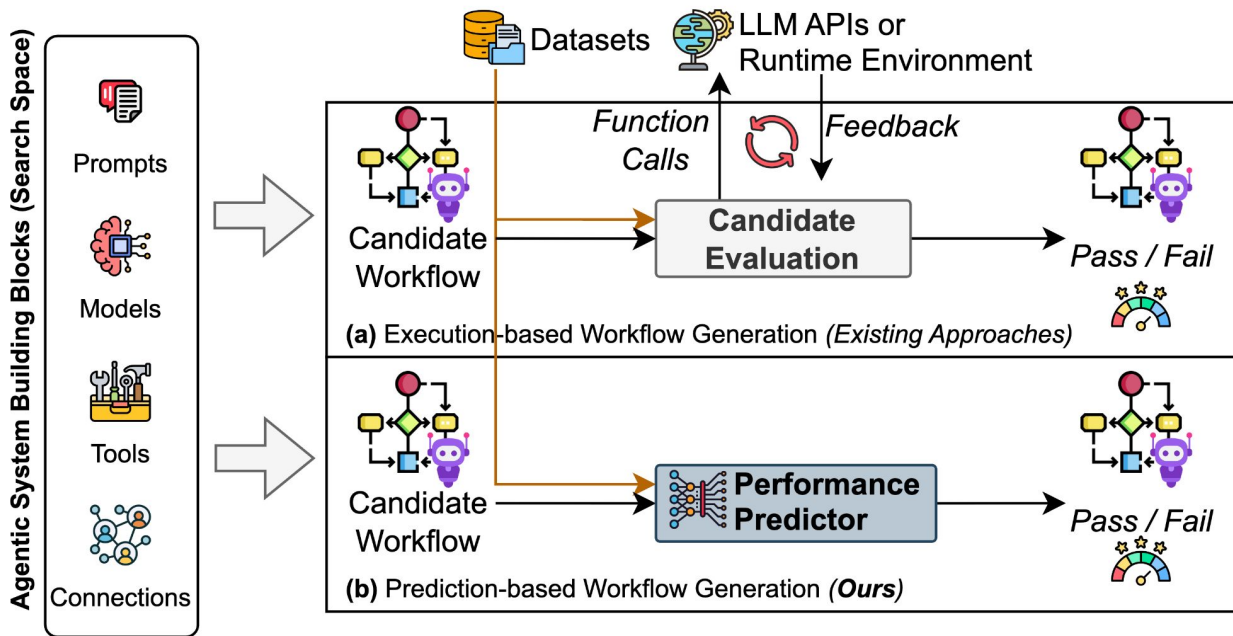 Agentic System Building Blocks (Search Space)
Prompts
Models
Tools
Connections
Datasets
LLM APIs or
Runtime Environment
Function
Calls
Feedback
Candidate
Workflow
Candidate
Evaluation
Pass / Fail
(a) Execution-based Workflow Generation (Existing Approaches)
Candidate
Workflow
Performance
Predictor
Pass / Fail
(b) Prediction-based Workflow Generation (Ours)